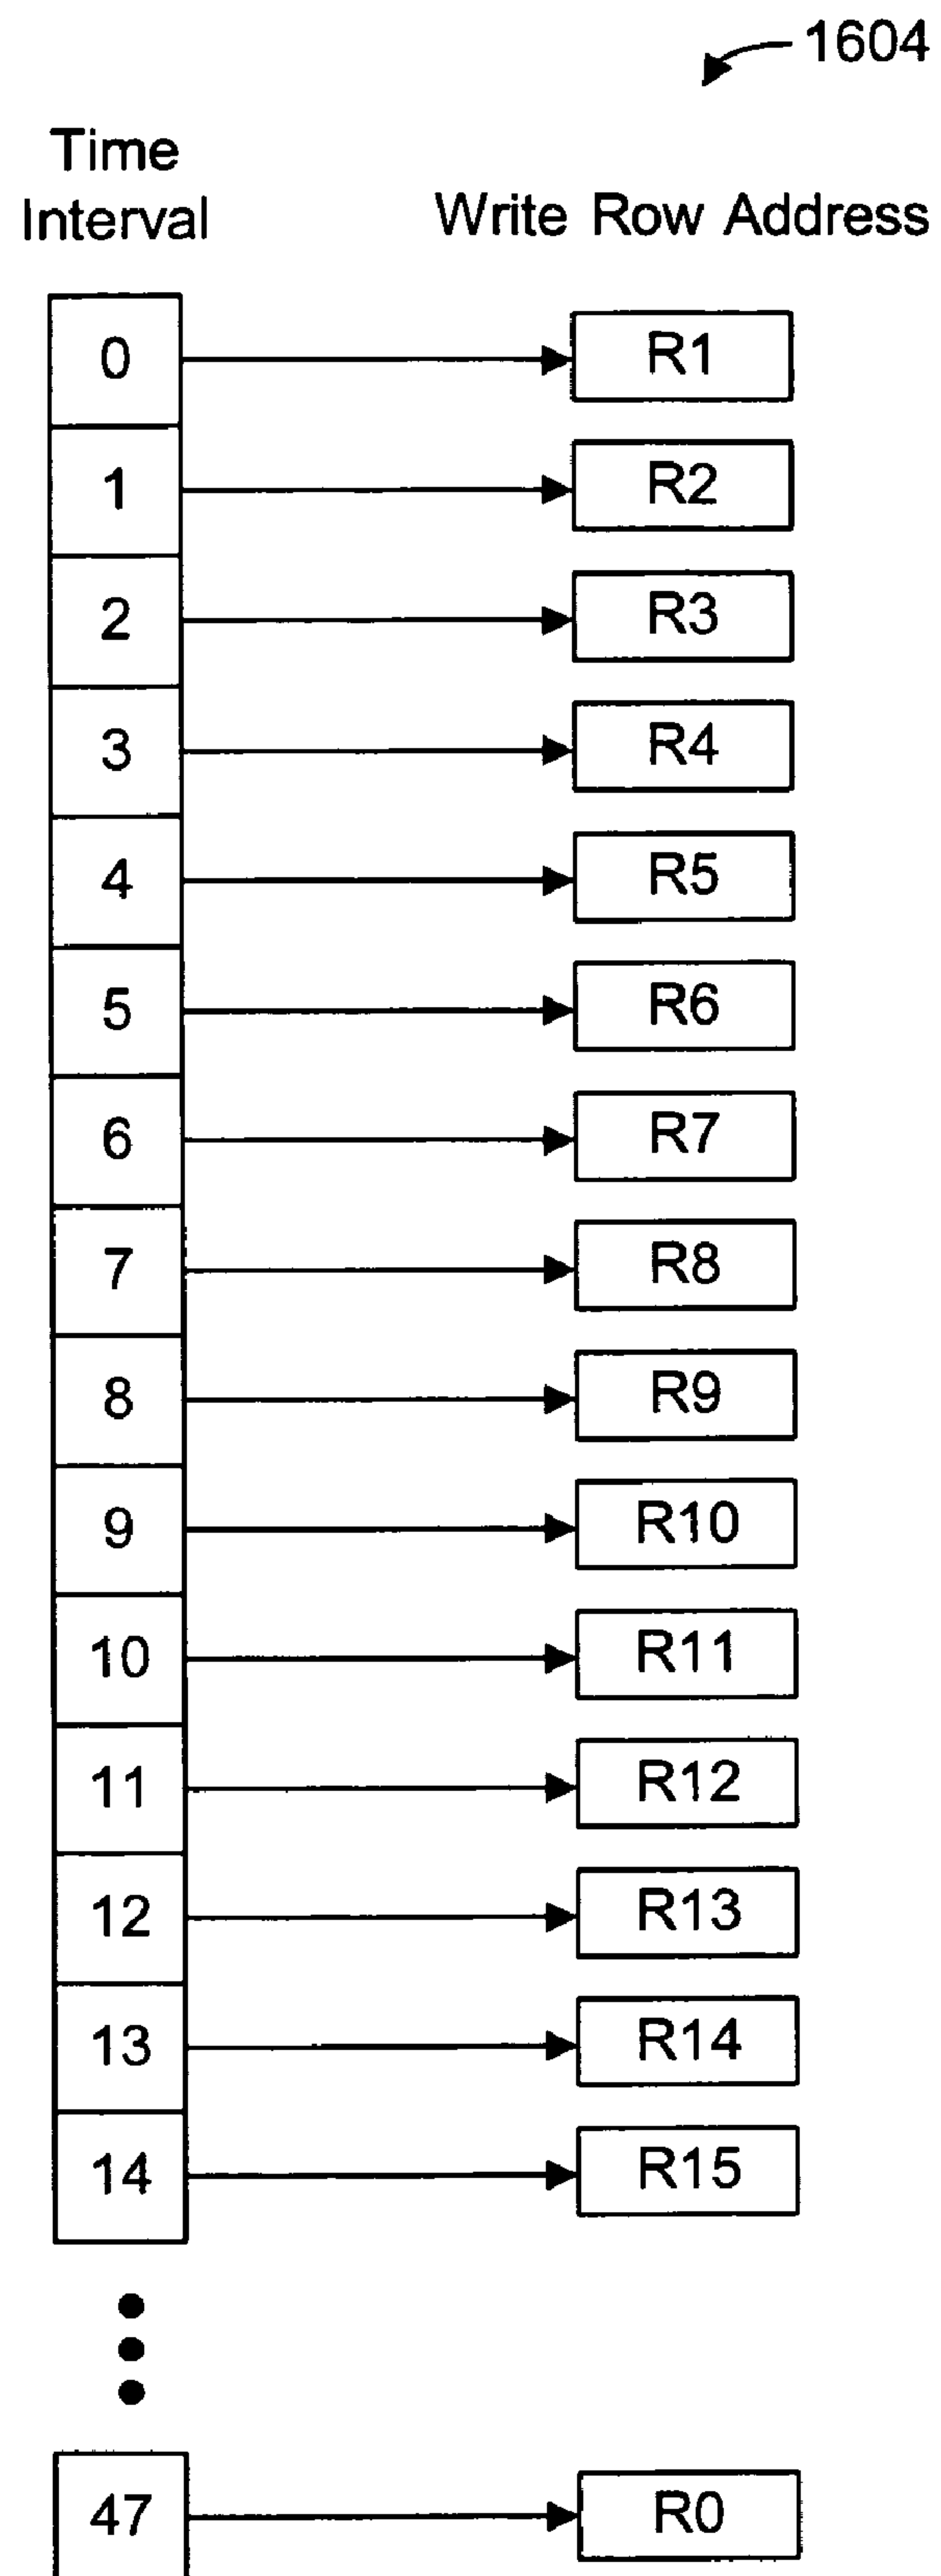 1604
Time
Interval
Write Row Address
0 R1
1 R2
2 R3
3 R4
4 R5
5 R6
6 R7
7 R8
8 R9
9 R10
10 R11
11 R12
12 R13
13 R14
14 R15
47 R0